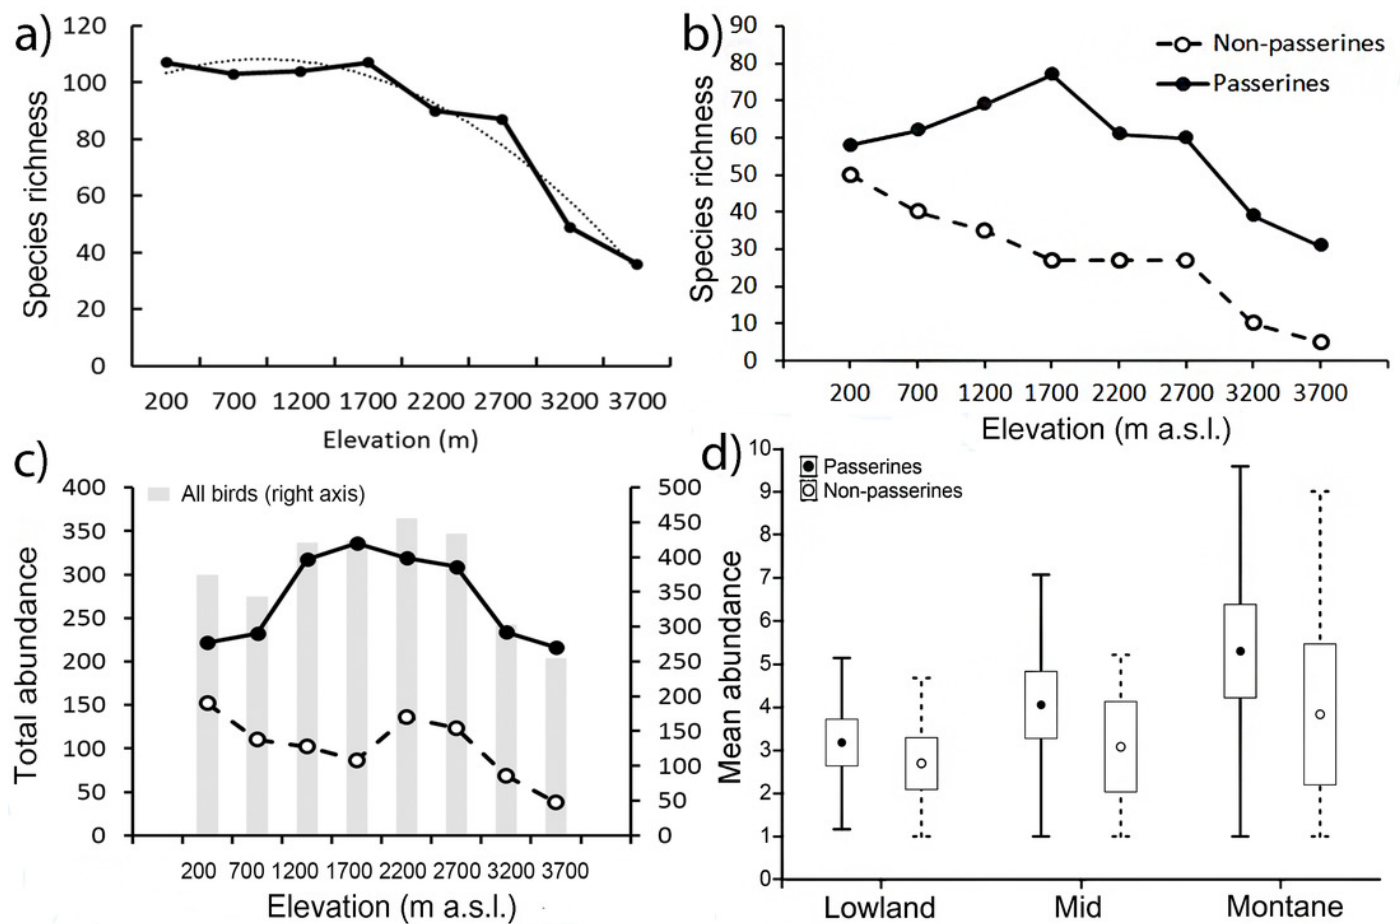 a)
120
100
80
60
40
20
0
Species richness
200 700 1200 1700 2200 2700 3200 3700
Elevation (m)
b)
90
80
70
60
50
40
30
20
10
0
Species richness
Non-passerines
Passerines
200 700 1200 1700 2200 2700 3200 3700
Elevation (m a.s.l.)
c)
400
350
300
250
200
150
100
50
0
Total abundance
All birds (right axis)
500
450
400
350
300
250
200
150
100
50
0
200 700 1200 1700 2200 2700 3200 3700
Elevation (m a.s.l.)
d)
10
9
8
7
6
5
4
3
2
1
0
Mean abundance
Passerines
Non-passerines
Lowland Mid Montane